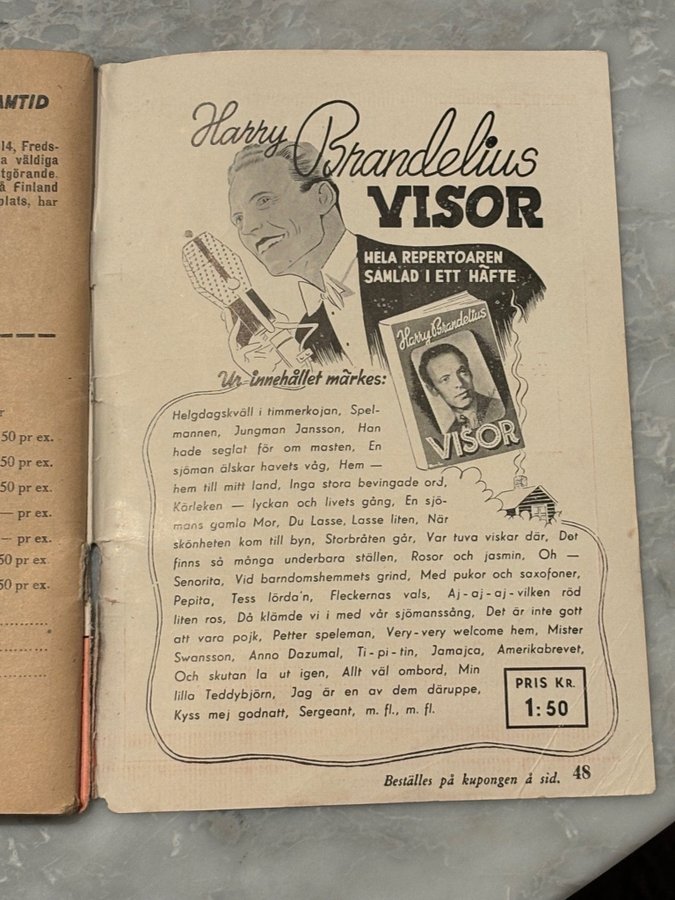 AMTID
14, Freds-
a väldiga
tgörande.
å Finland
plats, har
r
50 pr ex.
50 pr ex.
50 pr ex.
— pr ex.
— pr ex.
50 pr ex.
50 pr ex.
Harry Brandelius
VISOR
HELA REPERTOAREN
SAMLAD I ETT HÄFTE
Harry Brandelius
VISOR
Ur innehållet märkes:
Helgdagskväll i timmerkojan, Spel-
mannen, Jungman Jansson, Han
hade seglat för om masten, En
sjöman älskar havets våg, Hem —
hem till mitt land, Inga stora bevingade ord,
Kärleken — lyckan och livets gång, En sjö-
mans gamla Mor, Du Lasse, Lasse liten, När
skönheten kom till byn, Storbråten går, Var tuva viskar där, Det
finns så många underbara ställen, Rosor och jasmin, Oh —
Senorita, Vid barndomshemmets grind, Med pukor och saxofoner,
Pepita, Tess lörda'n, Fleckernas vals, Aj-aj-aj-vilken röd
liten ros, Då klämde vi i med vår sjömanssång, Det är inte gott
att vara pojk, Petter speleman, Very-very welcome hem, Mister
Swansson, Anno Dazumal, Ti-pi-tin, Jamajca, Amerikabrevet,
Och skutan la ut igen, Allt väl ombord, Min
lilla Teddybjörn, Jag är en av dem däruppe,
Kyss mej godnatt, Sergeant, m. fl., m. fl.
PRIS KR.
1:50
Beställes på kupongen å sid. 48